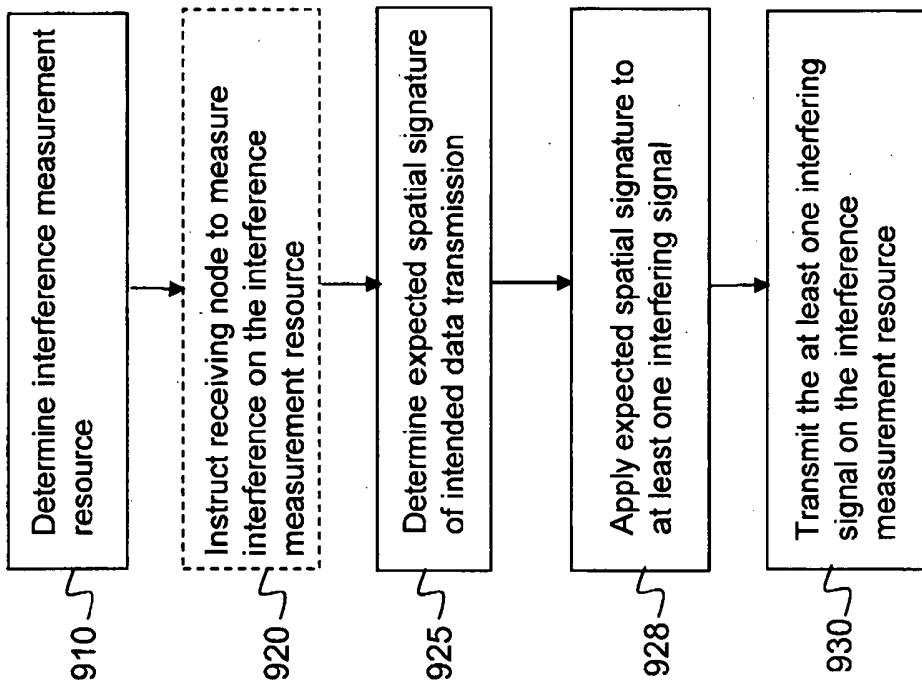 910
Determine interference measurement
resource
920
Instruct receiving node to measure
interference on the interference
measurement resource
925
Determine expected spatial signature
of intended data transmission
928
Apply expected spatial signature to
at least one interfering signal
930
Transmit the at least one interfering
signal on the interference
measurement resource